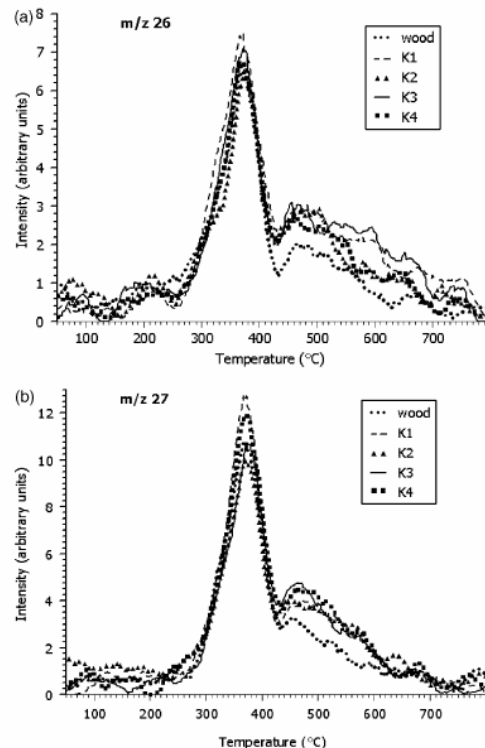 (a)
m/z 26
8
7
6
5
4
3
2
1
0
Intensity (arbitrary units)
wood
K1
K2
K3
K4
100 200 300 400 500 600 700
Temperature (°C)
(b)
m/z 27
12
10
8
6
4
2
0
Intensity (arbitrary units)
wood
K1
K2
K3
K4
100 200 300 400 500 600 700
Temperature (°C)